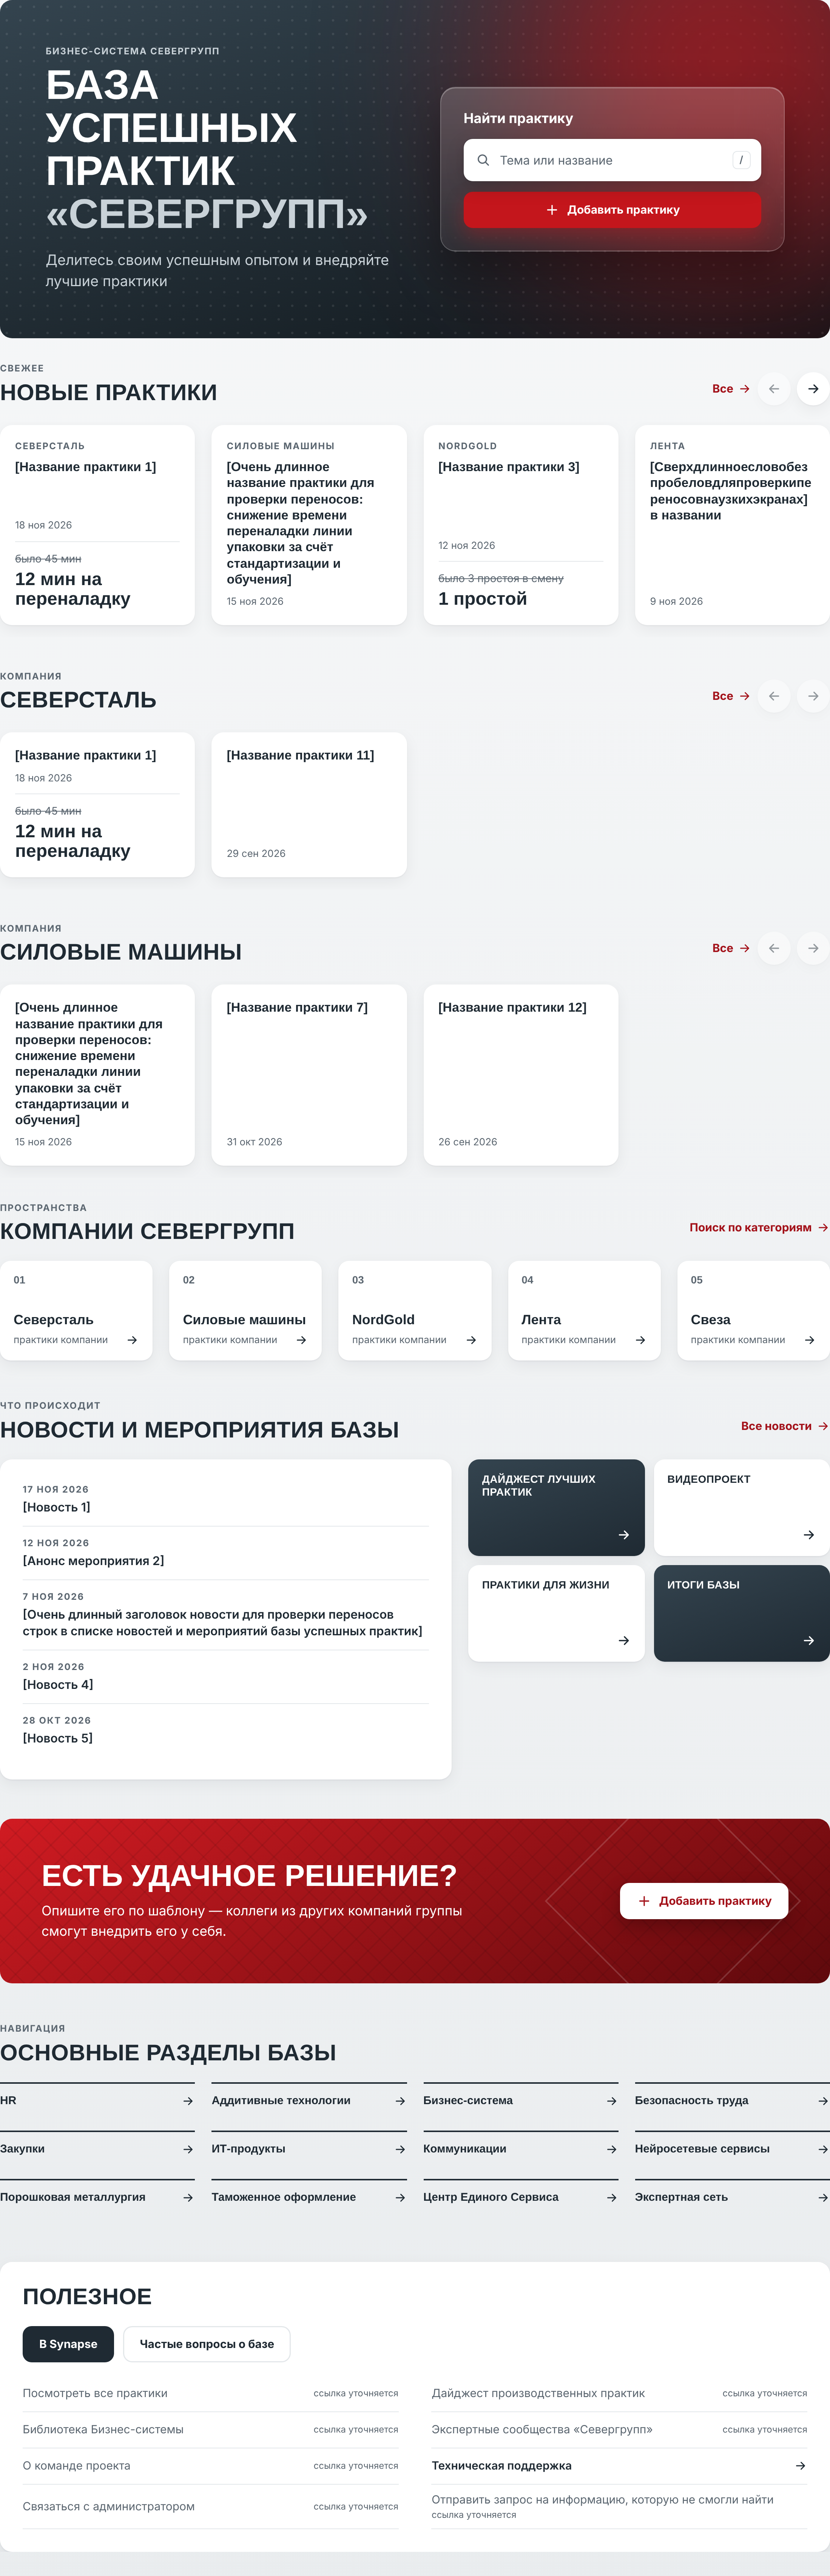 БИЗНЕС-СИСТЕМА СЕВЕРГРУПП
БАЗА
УСПЕШНЫХ
ПРАКТИК
«СЕВЕРГРУПП»
Делитесь своим успешным опытом и внедряйте
лучшие практики
Найти практику
Тема или название
/
Добавить практику
СВЕЖЕЕ
НОВЫЕ ПРАКТИКИ
Все
СЕВЕРСТАЛЬ
[Название практики 1]
18 ноя 2026
было 45 мин
12 мин на
переналадку
СИЛОВЫЕ МАШИНЫ
[Очень длинное
название практики для
проверки переносов:
снижение времени
переналадки линии
упаковки за счёт
стандартизации и
обучения]
15 ноя 2026
NORDGOLD
[Название практики 3]
12 ноя 2026
было 3 простоя в смену
1 простой
ЛЕНТА
[Сверхдлинноесловобез
пробеловдляпроверкипе
реносовнаузкихэкранах]
в названии
9 ноя 2026
КОМПАНИЯ
СЕВЕРСТАЛЬ
Все
[Название практики 1]
18 ноя 2026
было 45 мин
12 мин на
переналадку
[Название практики 11]
29 сен 2026
КОМПАНИЯ
СИЛОВЫЕ МАШИНЫ
Все
[Очень длинное
название практики для
проверки переносов:
снижение времени
переналадки линии
упаковки за счёт
стандартизации и
обучения]
15 ноя 2026
[Название практики 7]
31 окт 2026
[Название практики 12]
26 сен 2026
ПРОСТРАНСТВА
КОМПАНИИ СЕВЕРГРУПП
Поиск по категориям
01
Северсталь
практики компании
02
Силовые машины
практики компании
03
NordGold
практики компании
04
Лента
практики компании
05
Свеза
практики компании
ЧТО ПРОИСХОДИТ
НОВОСТИ И МЕРОПРИЯТИЯ БАЗЫ
Все новости
17 НОЯ 2026
[Новость 1]
12 НОЯ 2026
[Анонс мероприятия 2]
7 НОЯ 2026
[Очень длинный заголовок новости для проверки переносов
строк в списке новостей и мероприятий базы успешных практик]
2 НОЯ 2026
[Новость 4]
28 ОКТ 2026
[Новость 5]
ДАЙДЖЕСТ ЛУЧШИХ
ПРАКТИК
ВИДЕОПРОЕКТ
ПРАКТИКИ ДЛЯ ЖИЗНИ
ИТОГИ БАЗЫ
ЕСТЬ УДАЧНОЕ РЕШЕНИЕ?
Опишите его по шаблону — коллеги из других компаний группы
смогут внедрить его у себя.
Добавить практику
НАВИГАЦИЯ
ОСНОВНЫЕ РАЗДЕЛЫ БАЗЫ
HR
Аддитивные технологии
Бизнес-система
Безопасность труда
Закупки
ИТ-продукты
Коммуникации
Нейросетевые сервисы
Порошковая металлургия
Таможенное оформление
Центр Единого Сервиса
Экспертная сеть
ПОЛЕЗНОЕ
В Synapse
Частые вопросы о базе
Посмотреть все практики
ссылка уточняется
Дайджест производственных практик
ссылка уточняется
Библиотека Бизнес-системы
ссылка уточняется
Экспертные сообщества «Севергрупп»
ссылка уточняется
О команде проекта
ссылка уточняется
Техническая поддержка
Связаться с администратором
ссылка уточняется
Отправить запрос на информацию, которую не смогли найти
ссылка уточняется